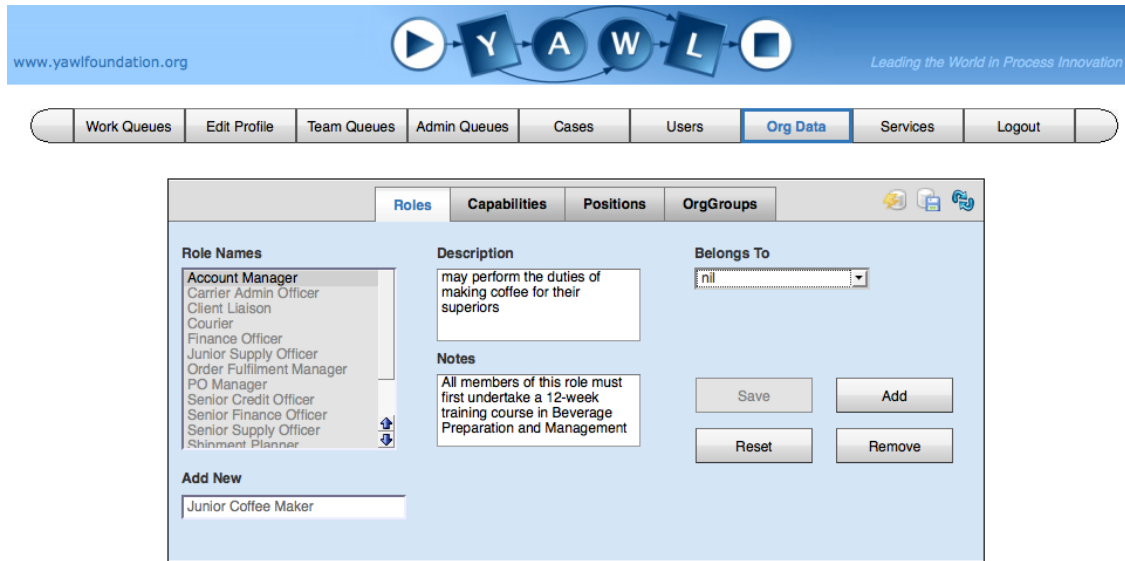 www.yawlfoundation.org
Y A W L
Leading the World in Process Innovation
Work Queues
Edit Profile
Team Queues
Admin Queues
Cases
Users
Org Data
Services
Logout
Roles
Capabilities
Positions
OrgGroups
Role Names
Account Manager
Carrier Admin Officer
Client Liaison
Courier
Finance Officer
Junior Supply Officer
Order Fulfilment Manager
PO Manager
Senior Credit Officer
Senior Finance Officer
Senior Supply Officer
Shipment Planner
Add New
Junior Coffee Maker
Description
may perform the duties of
making coffee for their
superiors
Notes
All members of this role must
first undertake a 12-week
training course in Beverage
Preparation and Management
Belongs To
nil
Save
Add
Reset
Remove